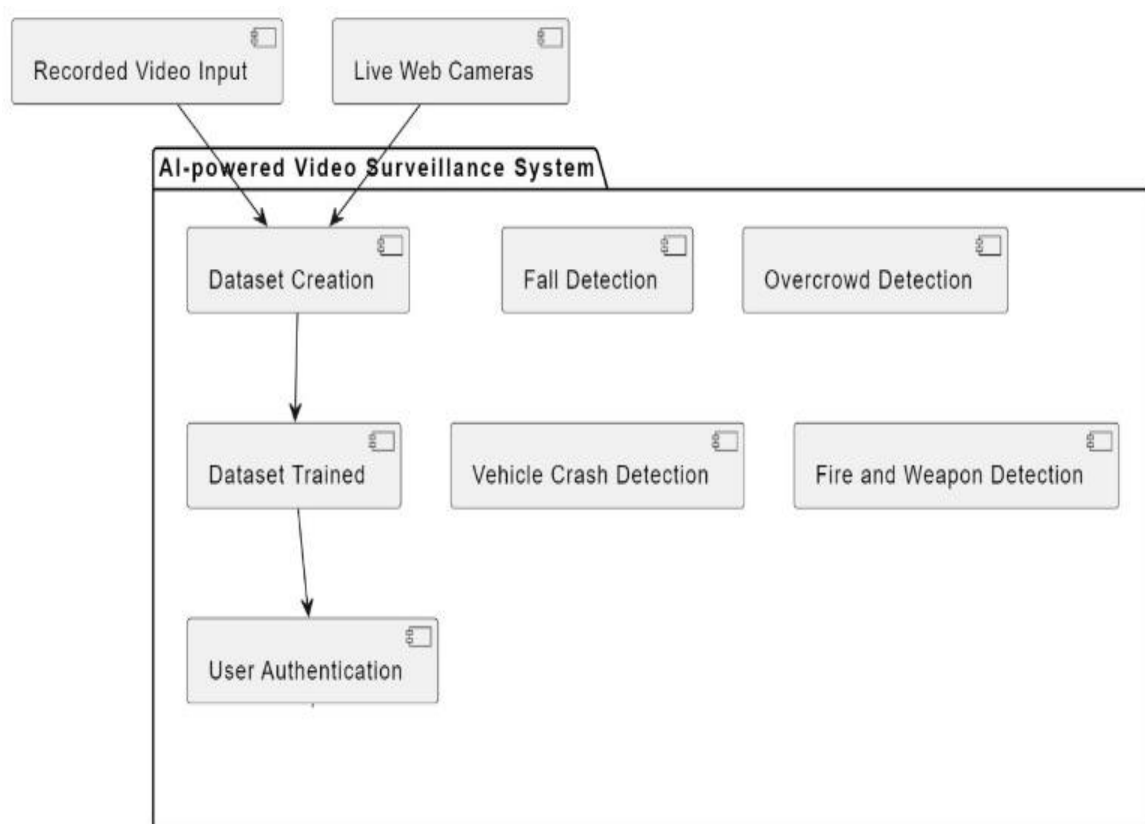 Recorded Video Input
Live Web Cameras
AI-powered Video Surveillance System
Dataset Creation
Fall Detection
Overcrowd Detection
Dataset Trained
Vehicle Crash Detection
Fire and Weapon Detection
User Authentication